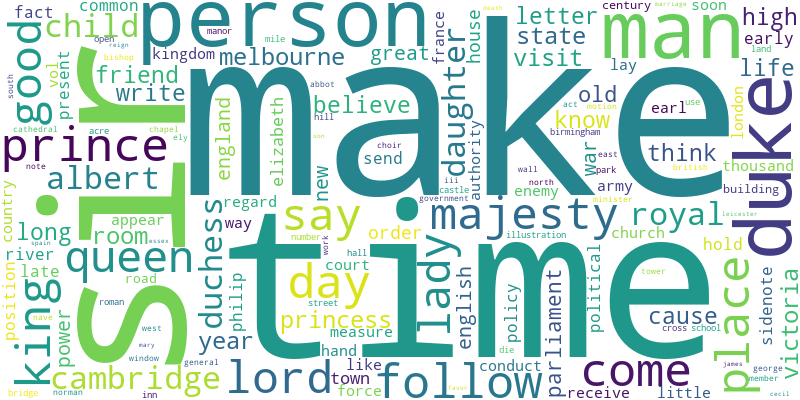 fact
common
person
child
kingdom
melbourne
great
letter
state
visit
man
century
soon
high
early
life
open
manor
mile
death
marriage
reign
bishop
france
house
land
south
good
vol
present
friend
write
sir
make
believe
daughter
authority
lay
old
know
earl
war
act
motion
birmingham
think
london
use
duke
thousand
building
british
cathedral
acre
chapel
ely
prince
note
albert
england
elizabeth
abbot
hill
choir
son
send
new
iii
castle
government
enemy
army
wall
east
north
park
minister
leicester
country
long
appear
room
regard
way
say
majesty
royal
church
hold
river
queen
duchess
number
order
lady
illustration
english
policy
political
place
sidenote
victoria
late
spain
essex
road
roman
day
work
hall
court
time
parliament
tower
cause
cross
school
position
king
power
nave
west
mary
window
general
philip
street
princess
measure
year
hand
die
like
conduct
come
james
george
member
cambridge
lord
town
force
follow
favor
receive
little
cecil
bridge
norman
inn